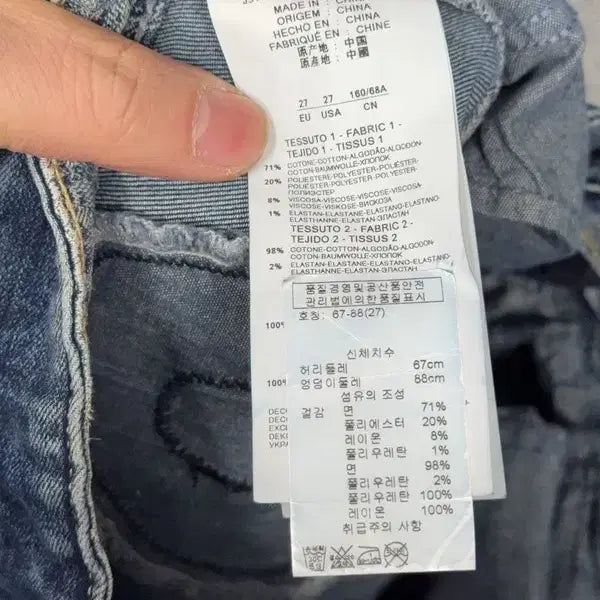 MADE IN : CHINA
ORIGEM : CHINA
HECHO EN : CHINA
FABRIQUÉ EN : CHINE
原产地 : 中国
原產地 : 中國
27 27 160/68A
EU USA CN
TESSUTO 1 - FABRIC 1 -
TEJIDO 1 - TISSUS 1
71% COTONE-COTTON-ALGODÃO-ALGODON-
COTON-BAUMWOLLE-ХЛОПОК
20% POLIESTERE-POLYESTER-POLIÉSTER-
POLIÉSTER-POLYESTER-POLYESTER-
ПОЛИЭСТЕР
8% VISCOSA-VISCOSE-VISCOSE-VISCOSA-
VISCOSE-VISKOSE-ВИСКОЗА
1% ELASTAN-ELASTANE-ELASTANO-ELASTANO-
ELASTHANNE-ELASTAN-ЭЛАСТАН
TESSUTO 2 - FABRIC 2 -
TEJIDO 2 - TISSUS 2
98% COTONE-COTTON-ALGODÃO-ALGODON-
COTON-BAUMWOLLE-ХЛОПОК
2% ELASTAN-ELASTANE-ELASTANO-ELASTANO-
ELASTHANNE-ELASTAN-ЭЛАСТАН
품질경영및공산품안전
관리법에의한품질표시
호칭: 67-88(27)
100%
신체치수
허리둘레 67cm
100% 엉덩이둘레 88cm
섬유의 조성
겉감 면 71%
폴리에스터 20%
레이온 8%
폴리우레탄 1%
면 98%
폴리우레탄 2%
폴리우레탄 100%
레이온 100%
취급주의 사항